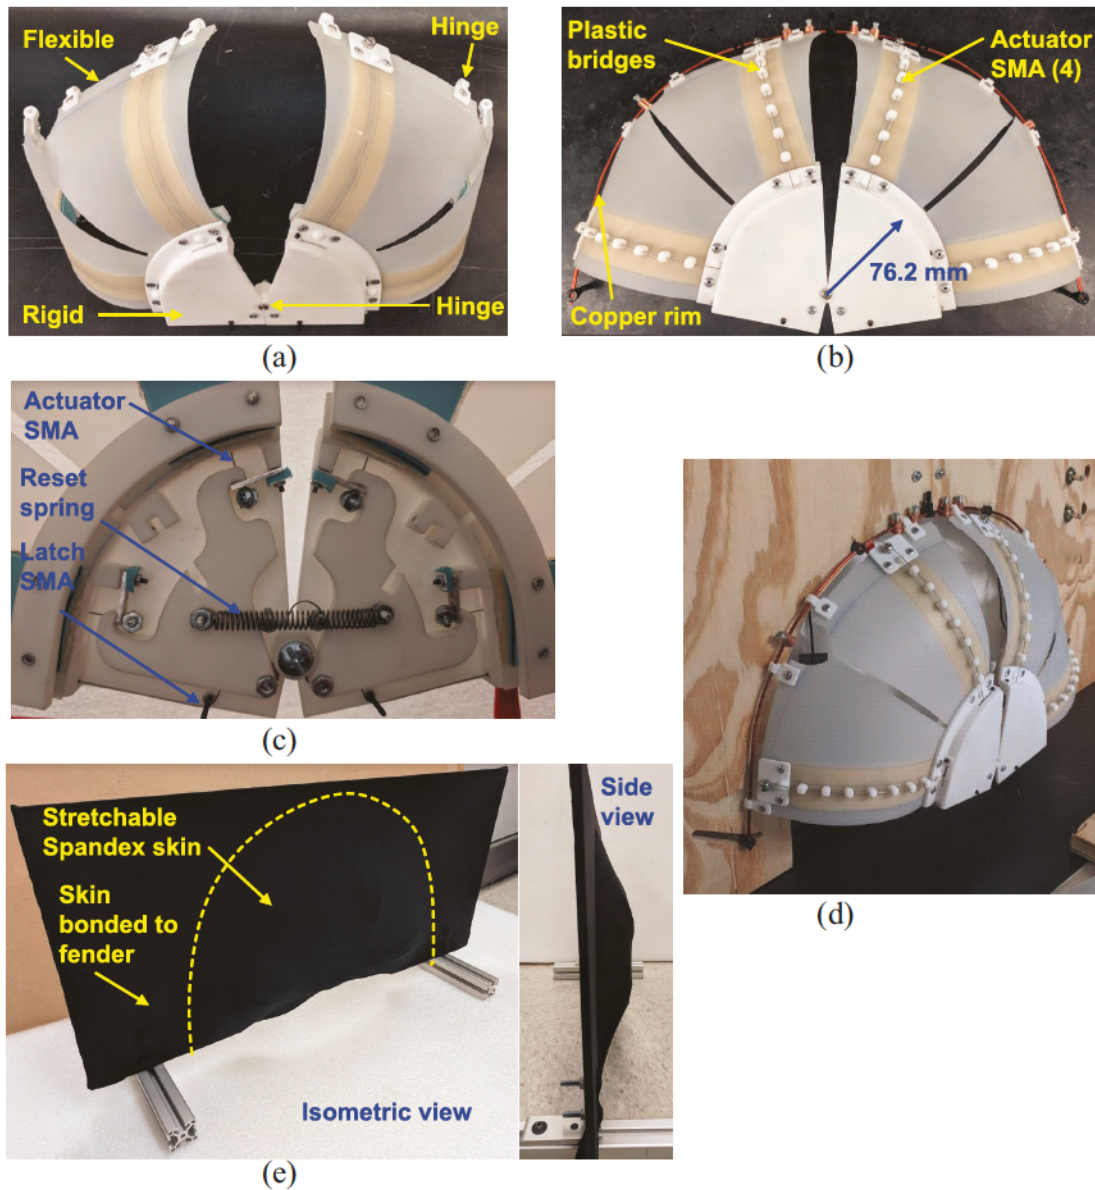 Flexible
Hinge
Rigid
Hinge
(a)
Plastic
bridges
Actuator
SMA (4)
76.2 mm
Copper rim
(b)
Actuator
SMA
Reset
spring
Latch
SMA
(c)
(d)
Stretchable
Spandex skin
Skin
bonded to
fender
Isometric view
Side
view
(e)